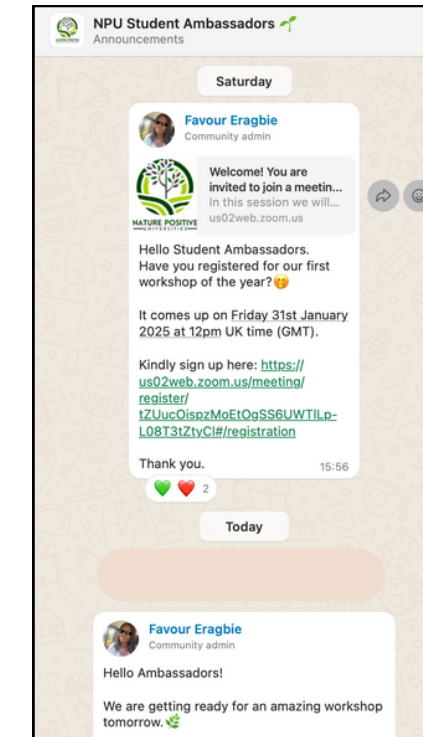 NPU Student Ambassadors 🌱
Announcements
Saturday
Favour Eragbie
Community admin
Welcome! You are
invited to join a meetin...
In this session we will...
us02web.zoom.us
NATURE POSITIVE
UNIVERSITIES
Hello Student Ambassadors.
Have you registered for our first
workshop of the year?🤭
It comes up on Friday 31st January
2025 at 12pm UK time (GMT).
Kindly sign up here: https://
us02web.zoom.us/meeting/
register/
tZUucOispzMoEtOgSS6UWTILp-
L08T3tZtyCl#/registration
Thank you.
15:56
💚 ❤️ 2
Today
Favour Eragbie
Community admin
Hello Ambassadors!
We are getting ready for an amazing workshop
tomorrow.🌿